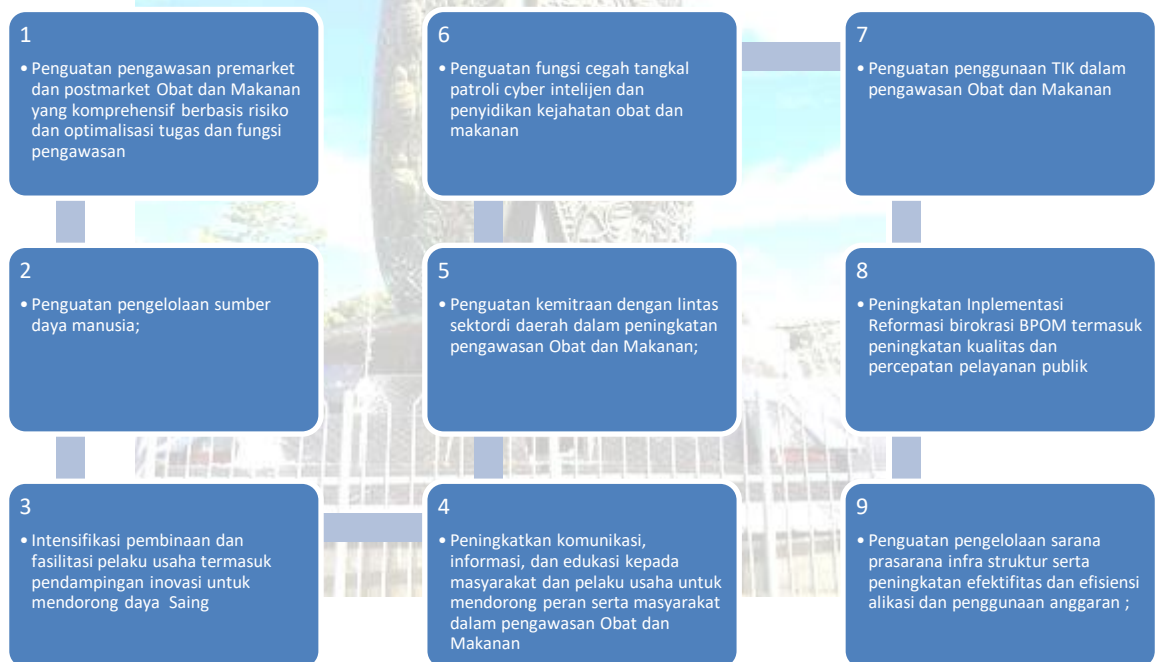 1
• Penguatan pengawasan premarket
dan postmarket Obat dan Makanan
yang komprehensif berbasis risiko
dan optimalisasi tugas dan fungsi
pengawasan
2
• Penguatan pengelolaan sumber
daya manusia;
3
• Intensifikasi pembinaan dan
fasilitasi pelaku usaha termasuk
pendampingan inovasi untuk
mendorong daya Saing
4
• Peningkatkan komunikasi,
informasi, dan edukasi kepada
masyarakat dan pelaku usaha untuk
mendorong peran serta masyarakat
dalam pengawasan Obat dan
Makanan
5
• Penguatan kemitraan dengan lintas
sektordi daerah dalam peningkatan
pengawasan Obat dan Makanan;
6
• Penguatan fungsi cegah tangkal
patroli cyber intelijen dan
penyidikan kejahatan obat dan
makanan
7
• Penguatan penggunaan TIK dalam
pengawasan Obat dan Makanan
8
• Peningkatan Inplementasi
Reformasi birokrasi BPOM termasuk
peningkatan kualitas dan
percepatan pelayanan publik
9
• Pasguatan pengelolaan sarana
prasarana infra struktur serta
peningkatan efektifitas dan efisiensi
alikasi dan penggunaan anggaran ;